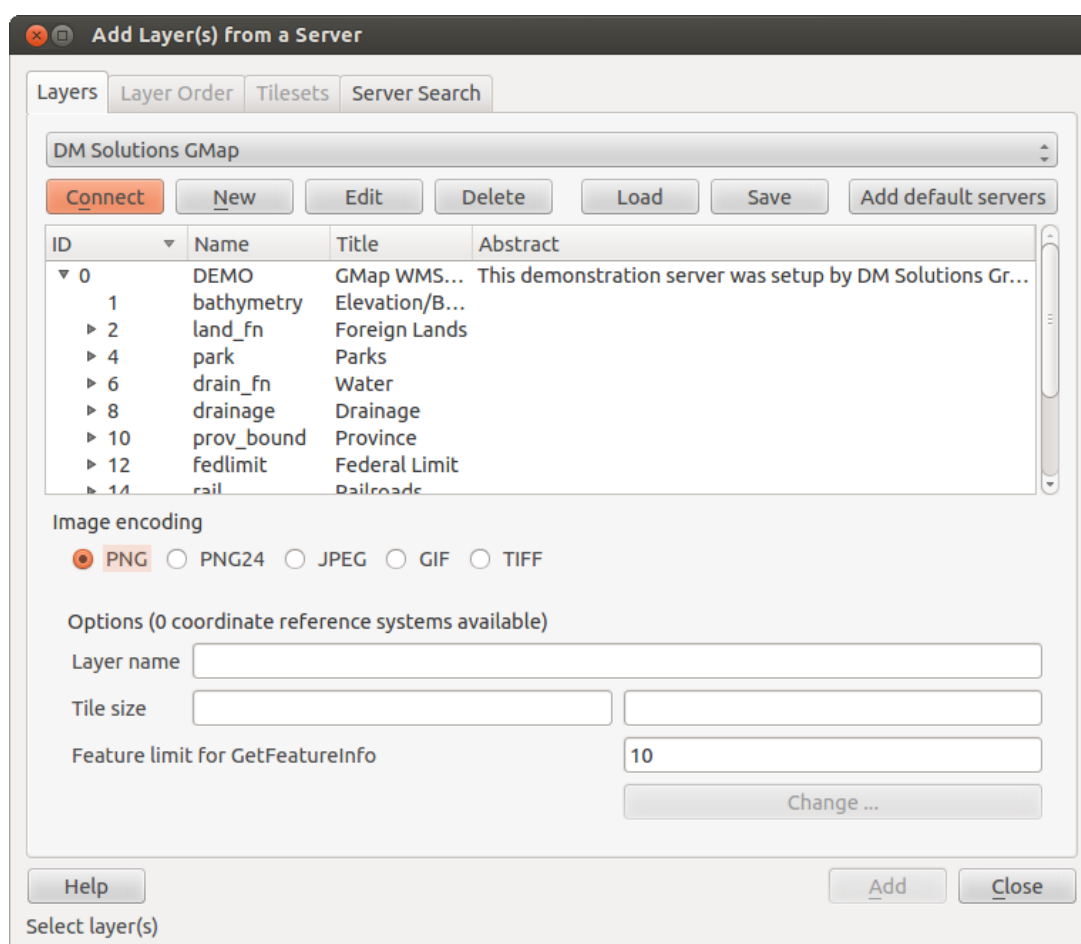 Add Layer(s) from a Server
Layers Layer Order Tilesets Server Search
DM Solutions GMap
Connect New Edit Delete Load Save Add default servers
ID Name Title Abstract
0 DEMO GMap WMS... This demonstration server was setup by DM Solutions Gr...
1 bathymetry Elevation/B...
2 land_fn Foreign Lands
4 park Parks
6 drain_fn Water
8 drainage Drainage
10 prov_bound Province
12 fedlimit Federal Limit
14 rail Railroads
Image encoding
PNG PNG24 JPEG GIF TIFF
Options (0 coordinate reference systems available)
Layer name
Tile size
Feature limit for GetFeatureInfo 10
Change ...
Help Add Close
Select layer(s)